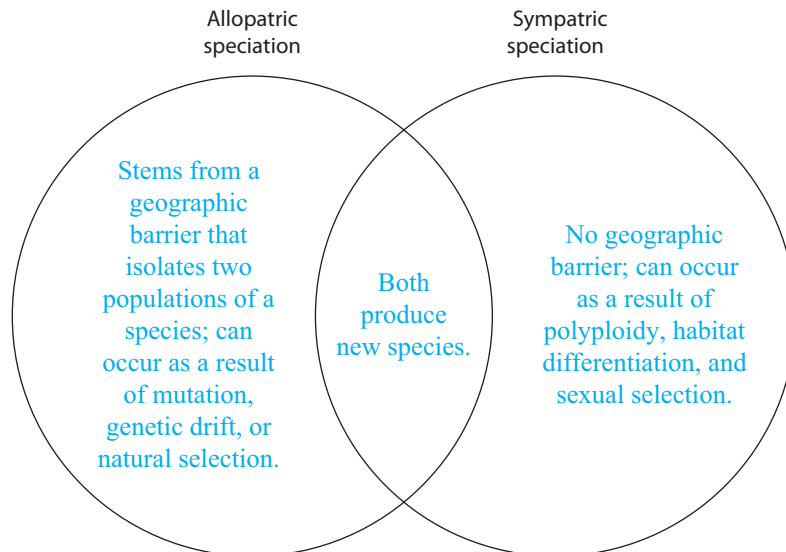 Allopatric
speciation
Sympatric
speciation
Stems from a
geographic
barrier that
isolates two
populations of a
species; can
occur as a result
of mutation,
genetic drift, or
natural selection.
Both
produce
new species.
No geographic
barrier; can occur
as a result of
polyploidy, habitat
differentiation, and
sexual selection.